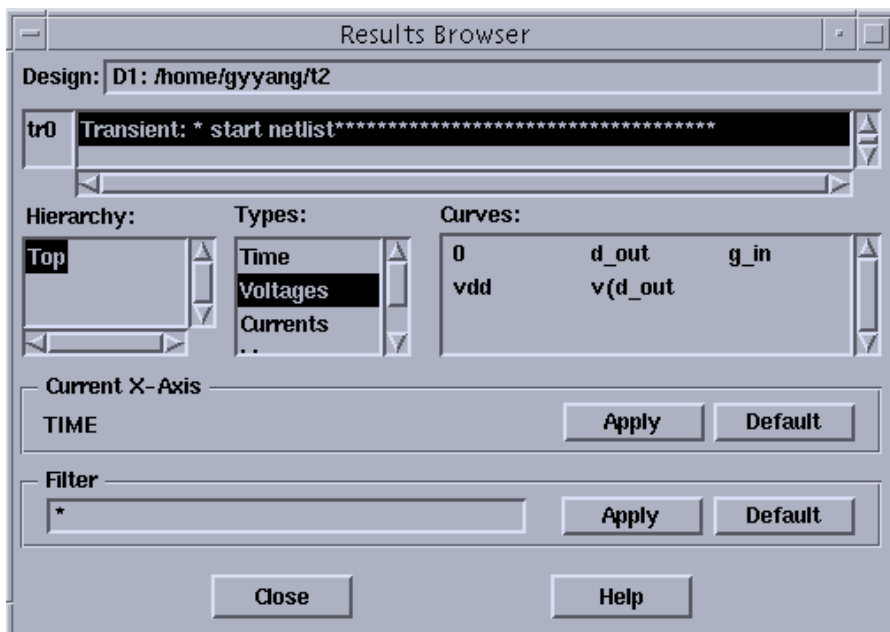 Results Browser
Design: D1: /home/gyyang/t2
tr0 Transient: * start netlist************************************
Hierarchy: Types: Curves:
Top Time 0 d_out g_in
Voltages vdd v(d_out
Currents
Current X-Axis
TIME Apply Default
Filter
* Apply Default
Close Help